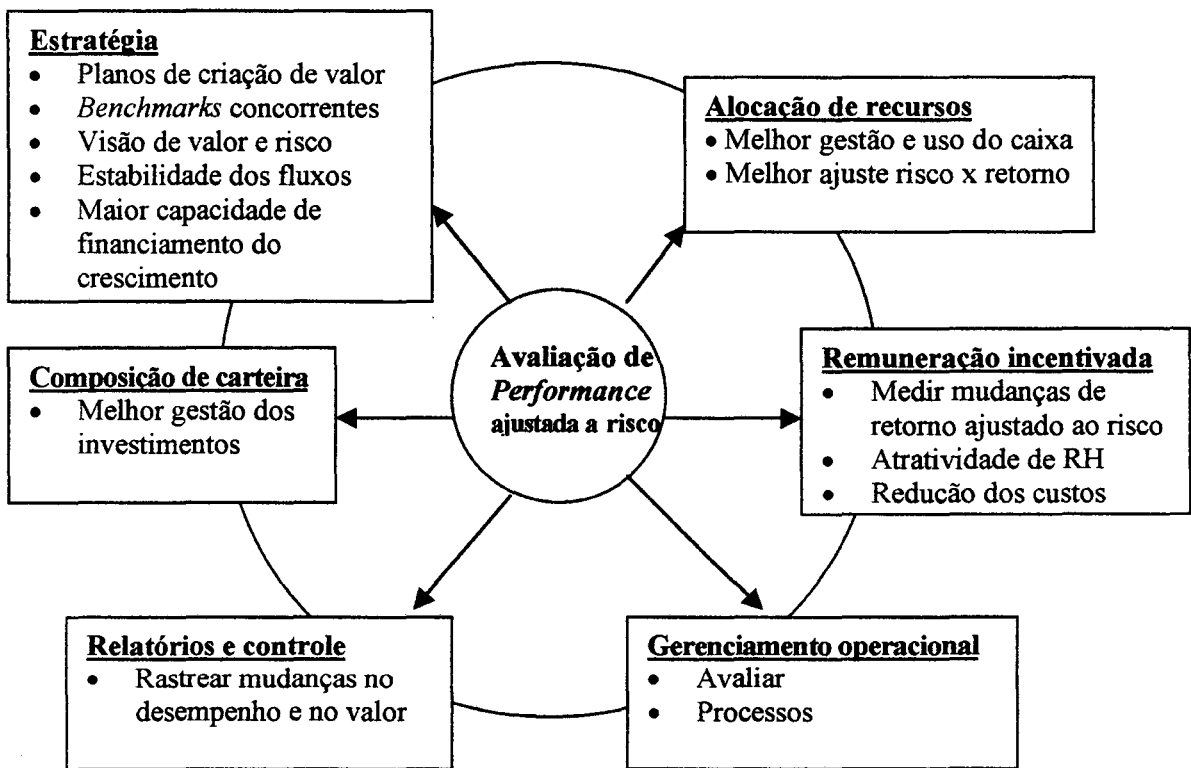 Estratégia
• Planos de criação de valor
• Benchmarks concorrentes
• Visão de valor e risco
• Estabilidade dos fluxos
• Maior capacidade de
financiamento do
crescimento
Alocação de recursos
• Melhor gestão e uso do caixa
• Melhor ajuste risco x retorno
Avaliação de
Performance
ajustada a risco
Composição de carteira
• Melhor gestão dos
investimentos
Remuneração incentivada
• Medir mudanças de
retorno ajustado ao risco
• Atratividade de RH
• Redução dos custos
Relatórios e controle
• Rastrear mudanças no
desempenho e no valor
Gerenciamento operacional
• Avaliar
• Processos